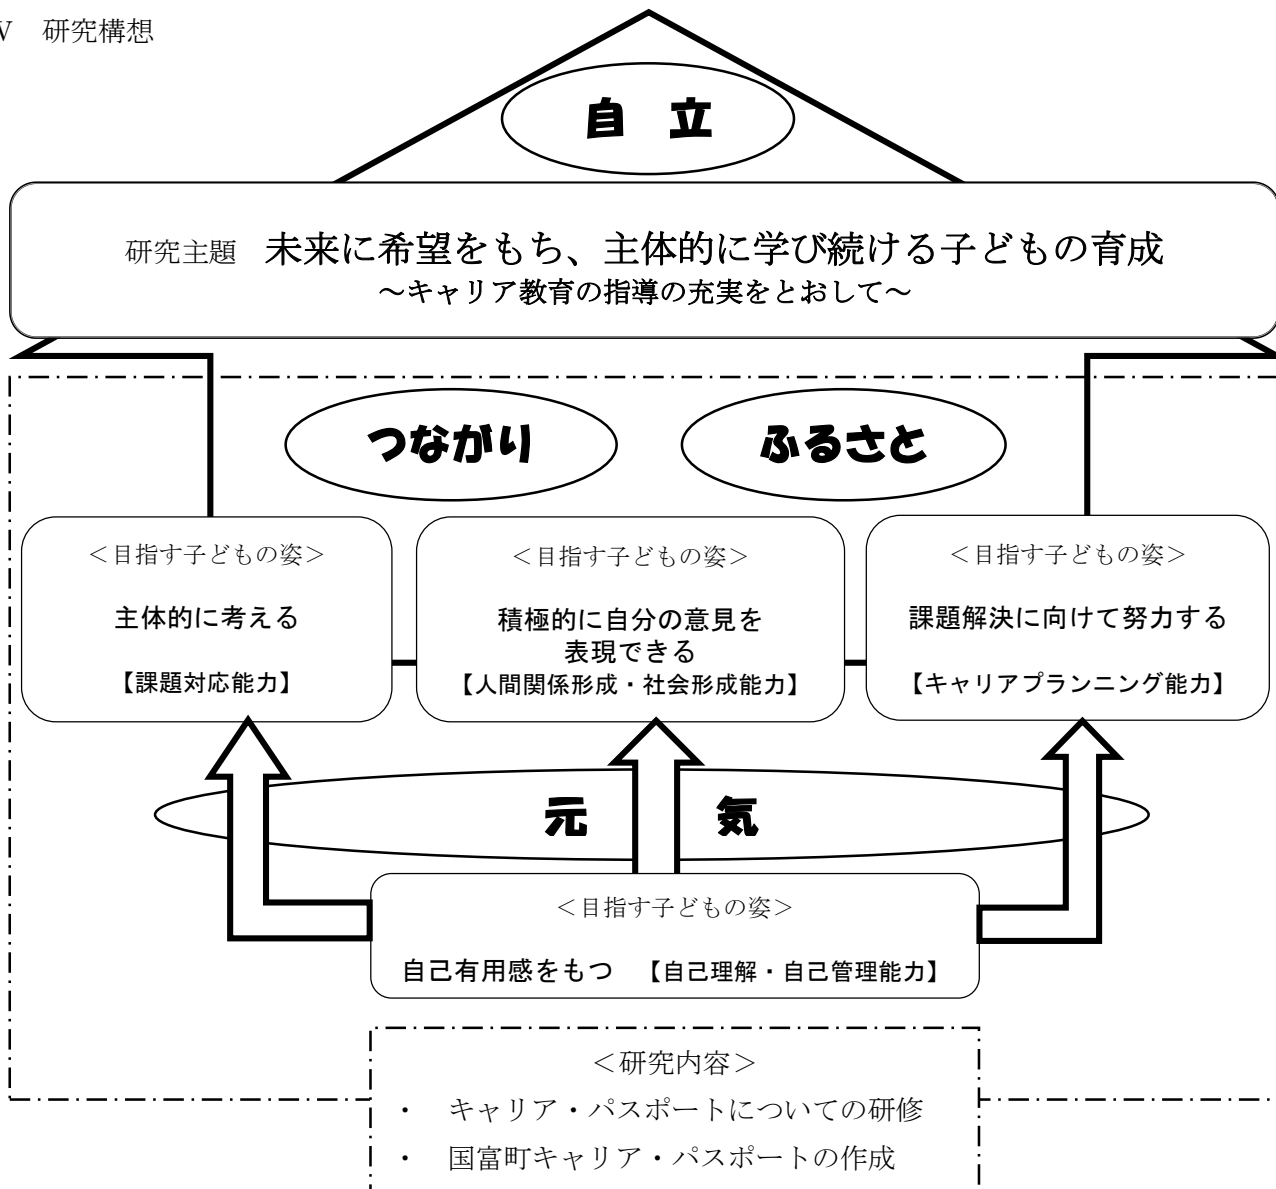 Ⅴ 研究構想
自 立
研究主題 未来に希望をもち、主体的に学び続ける子どもの育成
～キャリア教育の指導の充実をとおして～
つながり
ふるさと
＜目指す子どもの姿＞
主体的に考える
【課題対応能力】
＜目指す子どもの姿＞
積極的に自分の意見を
表現できる
【人間関係形成・社会形成能力】
＜目指す子どもの姿＞
課題解決に向けて努力する
【キャリアプランニング能力】
元 気
＜目指す子どもの姿＞
自己有用感をもつ 【自己理解・自己管理能力】
＜研究内容＞
・ キャリア・パスポートについての研修
・ 国富町キャリア・パスポートの作成